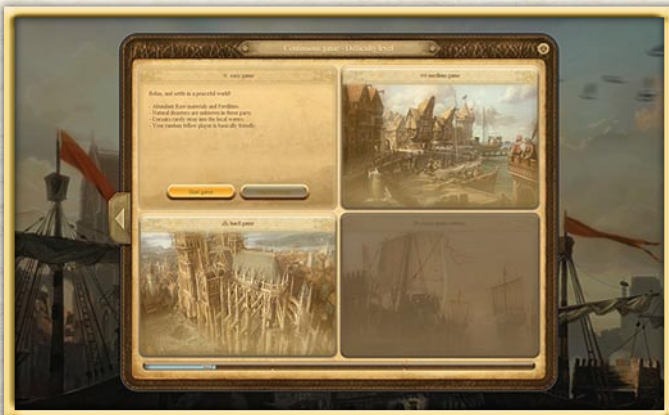 Continuous game - Difficulty level
easy game
Relax, and settle in a peaceful world!
- Abundant Raw materials and Fertilities.
- Natural disasters are unknown in these parts.
- Corsairs rarely stray into the local waters.
- Your random fellow player is basically friendly.
Start game
medium game
hard game